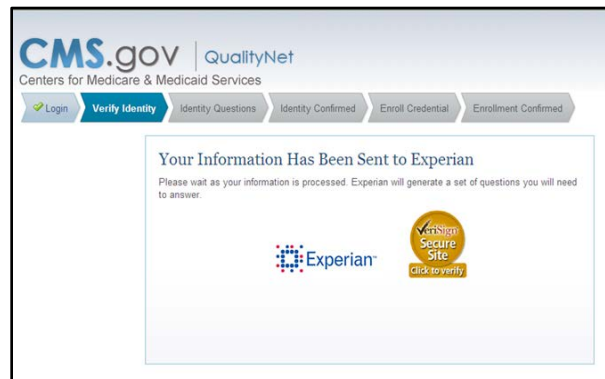 CMS.gov | QualityNet
Centers for Medicare & Medicaid Services
Login Verify Identity Identity Questions Identity Confirmed Enroll Credential Enrollment Confirmed
Your Information Has Been Sent to Experian
Please wait as your information is processed. Experian will generate a set of questions you will need
to answer.
Experian™
VeriSign
Secure
Site
Click to verify